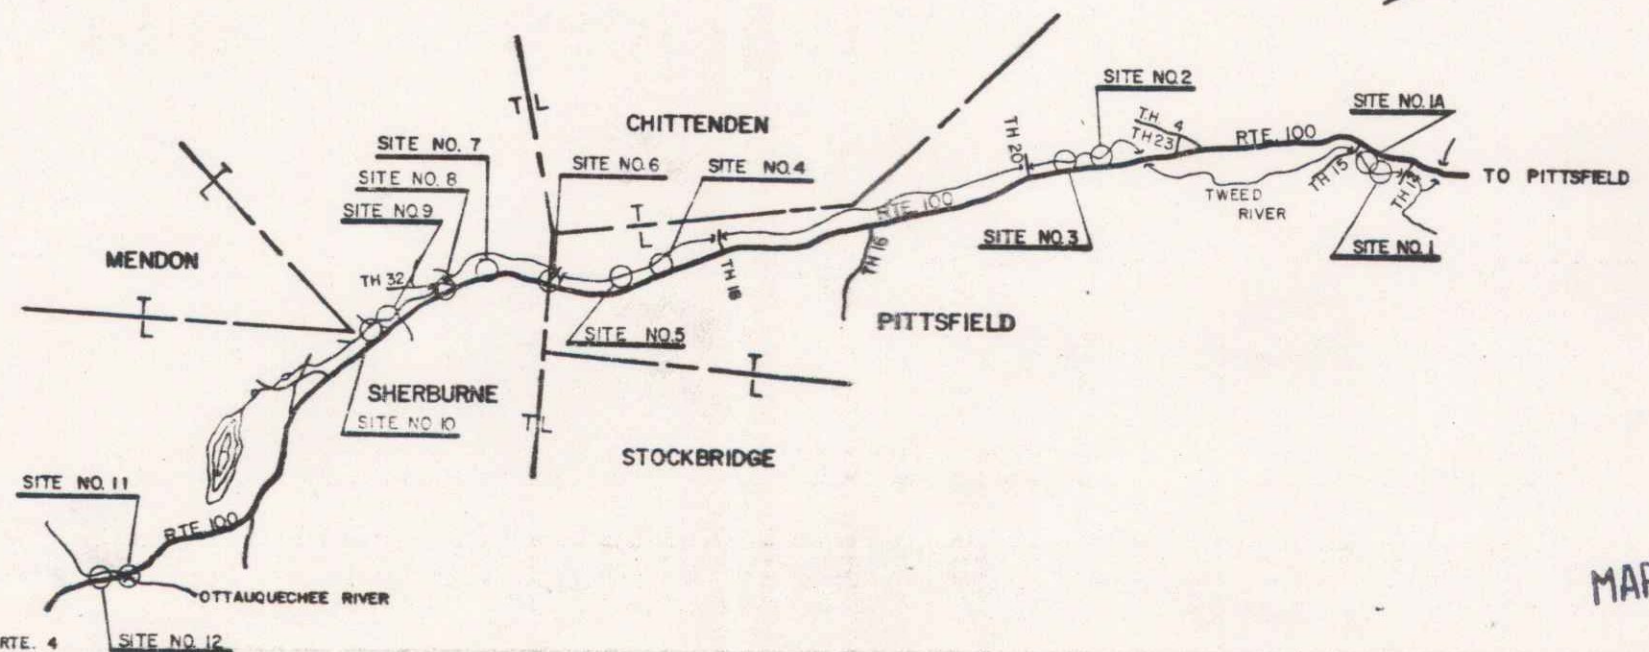 SITE NO.2
SITE NO.1A
T
L
CHITTENDEN
TH 20
T.H. 4
TH 23
RTE. 100
SITE NO. 7
SITE NO.6
SITE NO.4
TO PITTSFIELD
T
L
SITE NO. 8
TH 15
TH 14
TWEED
RIVER
SITE NO.9
T
L
RTE. 100
SITE NO.3
SITE NO.1
MENDON
TH 32
TH 16
TH 18
T
L
PITTSFIELD
SITE NO.5
T
L
SHERBURNE
SITE NO. 10
T L
STOCKBRIDGE
SITE NO. 11
RTE. 100
OTTAUQUECHEE RIVER
RTE. 4
SITE NO. 12